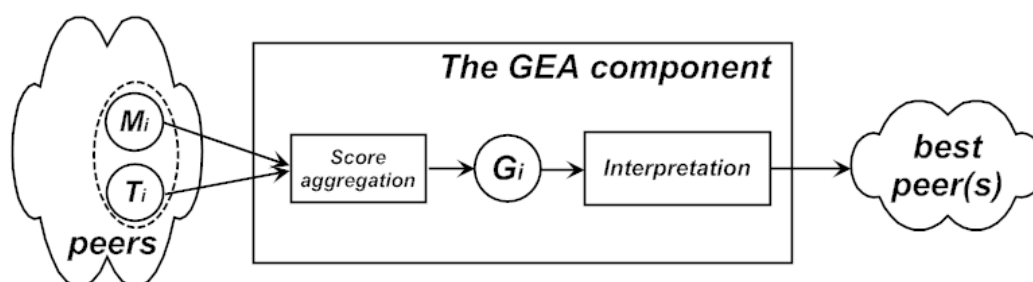 The GEA component
Mi
Ti
peers
Score
aggregation
Gi
Interpretation
best
peer(s)